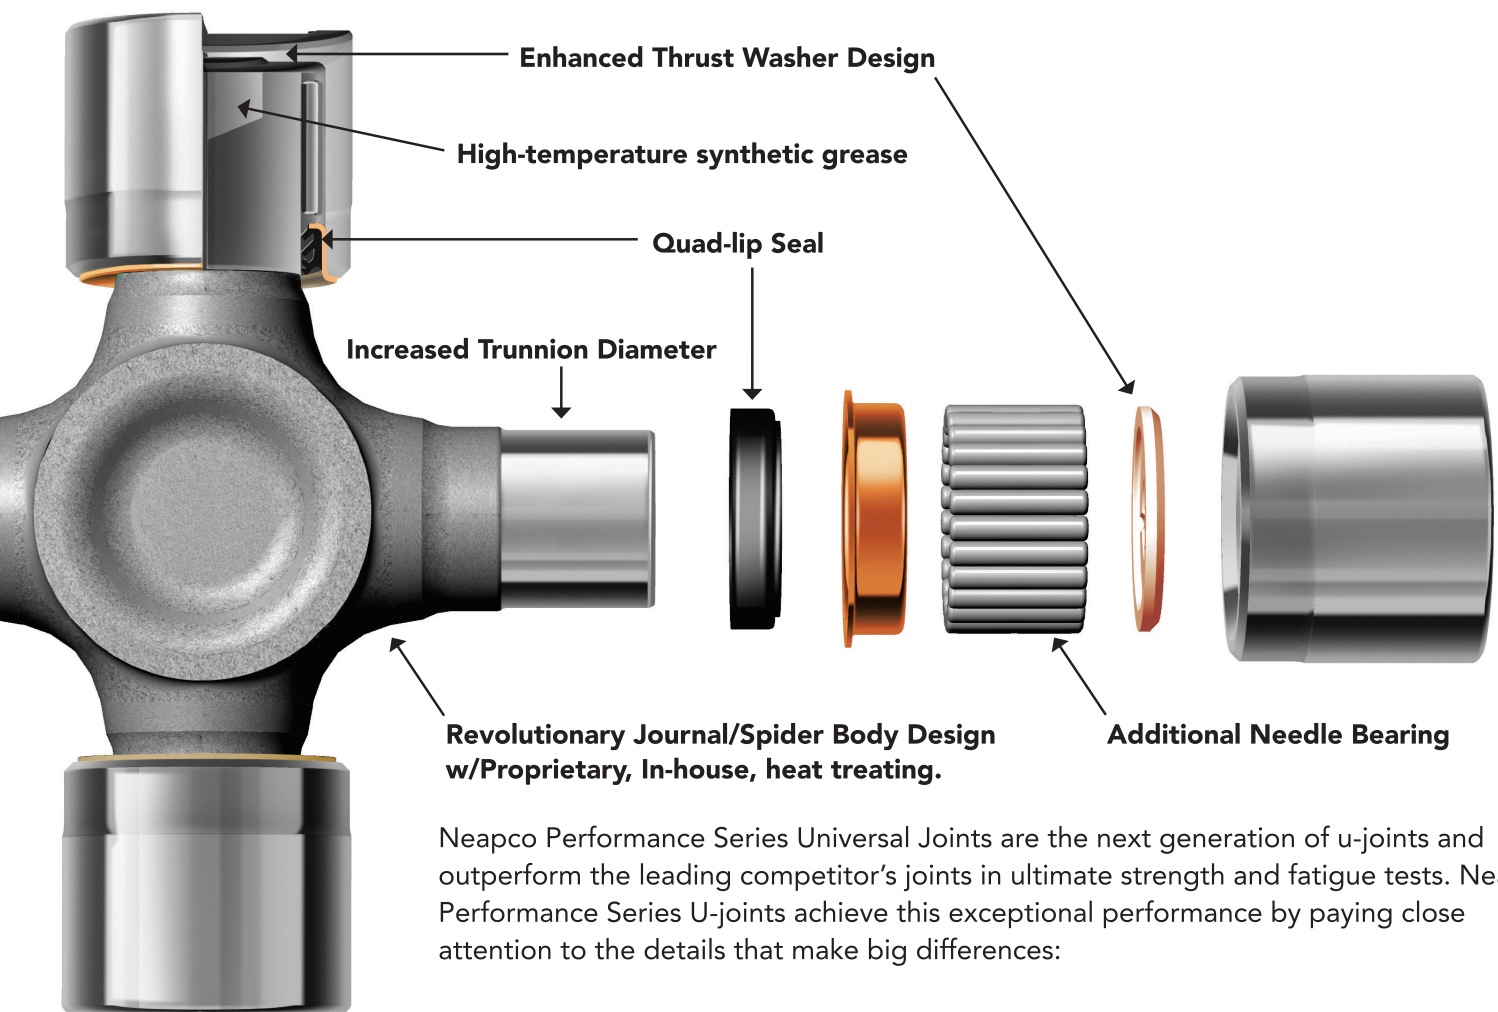 Enhanced Thrust Washer Design
High-temperature synthetic grease
Quad-lip Seal
Increased Trunnion Diameter
Revolutionary Journal/Spider Body Design
w/Proprietary, In-house, heat treating.
Additional Needle Bearing
Neapco Performance Series Universal Joints are the next generation of u-joints and
outperform the leading competitor’s joints in ultimate strength and fatigue tests.
Performance Series U-joints achieve this exceptional performance by paying close
attention to the details that make big differences: